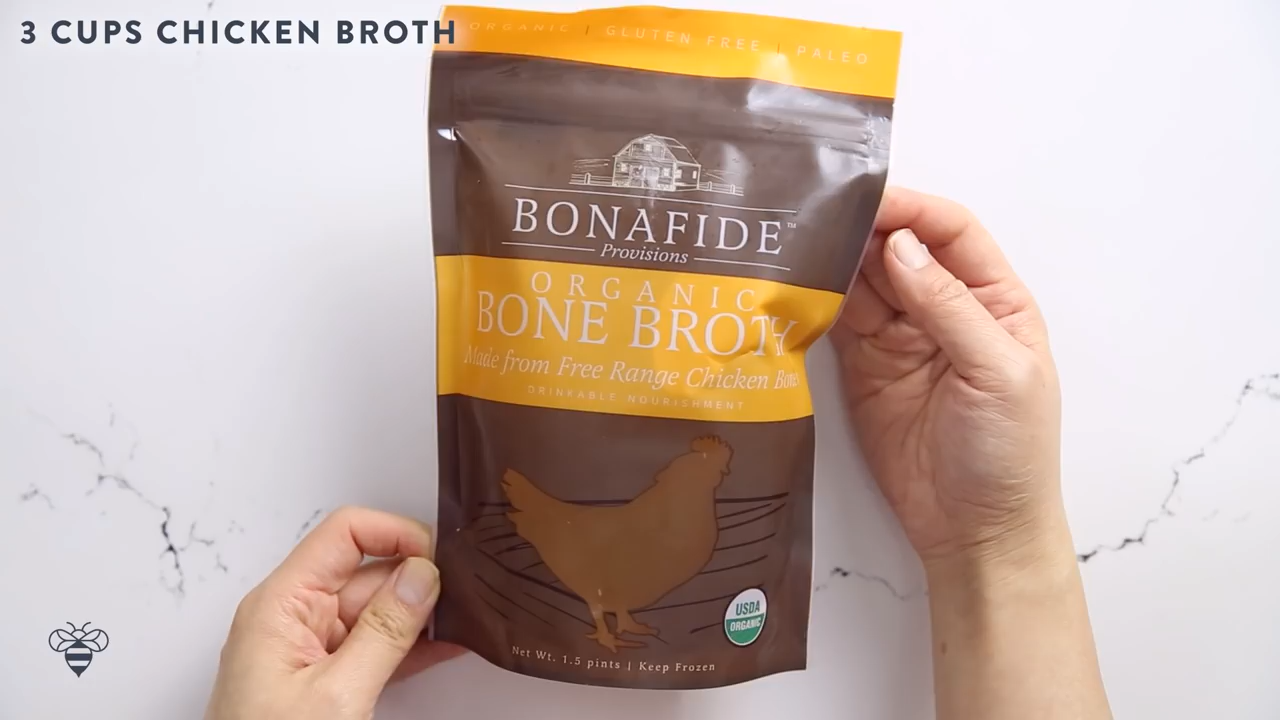 3 CUPS CHICKEN BROTH
ORGANIC | GLUTEN FREE | PALEO
BONAFIDE™
Provisions
ORGANIC
BONE BROTH
Made from Free Range Chicken Bones
DRINKABLE NOURISHMENT
USDA
ORGANIC
Net Wt. 1.5 pints | Keep Frozen